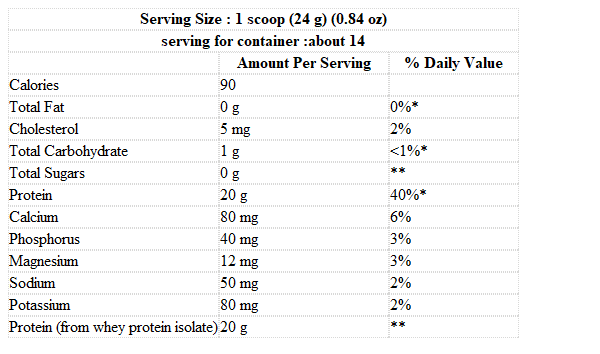 Serving Size : 1 scoop (24 g) (0.84 oz)
serving for container :about 14
Amount Per Serving % Daily Value
Calories 90
Total Fat 0 g 0%*
Cholesterol 5 mg 2%
Total Carbohydrate 1 g <1%*
Total Sugars 0 g **
Protein 20 g 40%*
Calcium 80 mg 6%
Phosphorus 40 mg 3%
Magnesium 12 mg 3%
Sodium 50 mg 2%
Potassium 80 mg 2%
Protein (from whey protein isolate) 20 g **